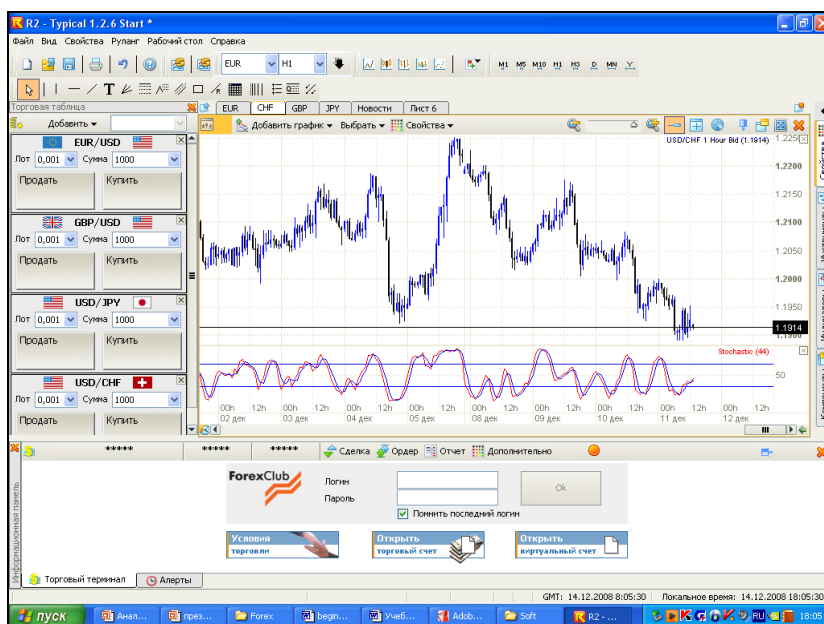 R2 - Typical 1.2.6 Start *
Файл Вид Свойства Руланг Рабочий стол Справка
EUR H1 M1 M5 M10 H1 H3 D MN Y
T
Торговая таблица
EUR CHF GBP JPY Новости Лист 6
Добавить
Добавить график Выбрать Свойства
EUR/USD
Лот 0,001 Сумма 1000
Продать Купить
GBP/USD
Лот 0,001 Сумма 1000
Продать Купить
USD/JPY
Лот 0,001 Сумма 1000
Продать Купить
USD/CHF
Лот 0,001 Сумма 1000
Продать Купить
USD/CHF 1 Hour Bid (1.1914)
1.2250
1.2200
1.2150
1.2100
1.2050
1.2000
1.1950
1.1914
1.1900
Stochastic (44)
50
00h 12h 00h 12h 00h 12h 00h 12h 00h 12h 00h 12h 00h 12h 00h 12h 00h 12h
02 дек 03 дек 04 дек 05 дек 08 дек 09 дек 10 дек 11 дек 12 дек
Свойства
***** ***** ***** Сделка Ордер Отчет Дополнительно
Информационная панель
ForexClub
Логин
Пароль
Ok
Помнить последний логин
Условия торговли
Открыть торговый счет
Открыть виртуальный счет
Торговый терминал Алерты
GMT: 14.12.2008 8:05:30 Локальное время: 14.12.2008 18:05:30
пуск Анал... през... Forex begin... Учеб... Adob... Soft R2 - ... RU 18:05